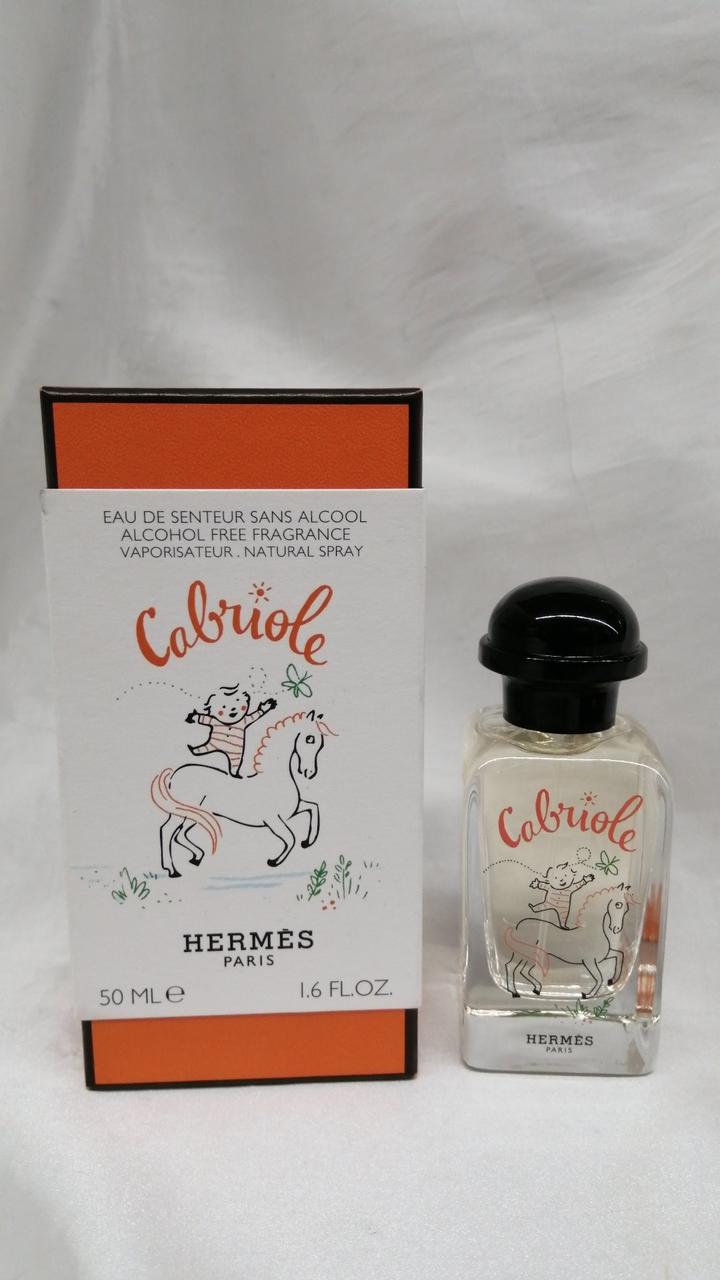 EAU DE SENTEUR SANS ALCOOL
ALCOHOL FREE FRAGRANCE
VAPORISATEUR . NATURAL SPRAY
Cabriole
HERMÈS
PARIS
50 ML e 1.6 FL.OZ.
Cabriole
HERMÈS
PARIS